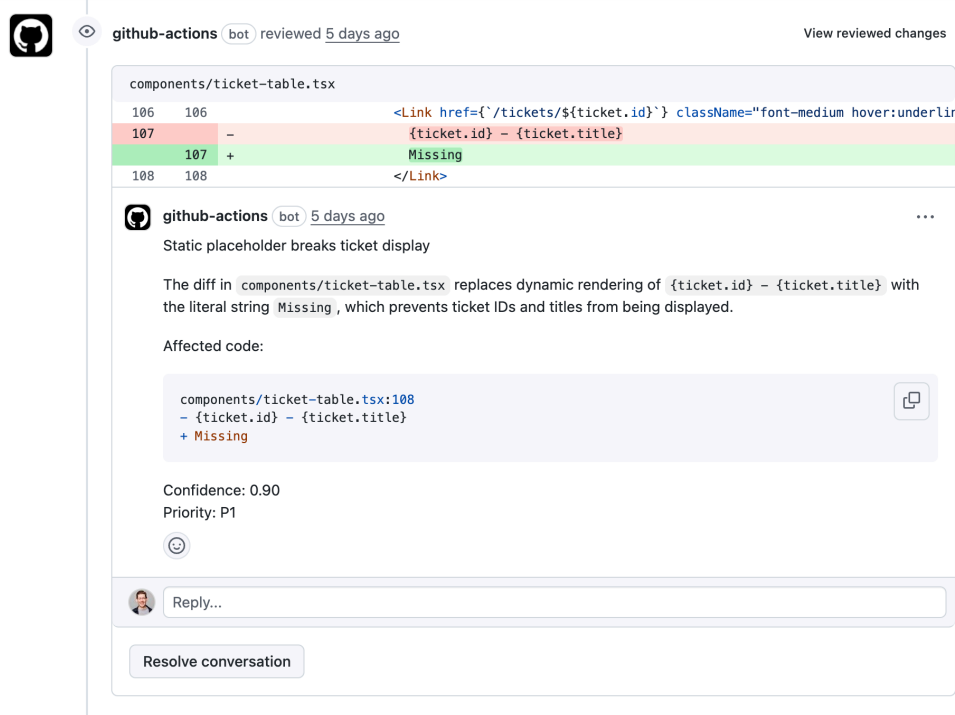 github-actions bot reviewed 5 days ago View reviewed changes
components/ticket-table.tsx
106 106 <Link href={`/tickets/${ticket.id}`} className="font-medium hover:underlin
107 - {ticket.id} - {ticket.title}
107 + Missing
108 108 </Link>
github-actions bot 5 days ago ...
Static placeholder breaks ticket display
The diff in components/ticket-table.tsx replaces dynamic rendering of {ticket.id} - {ticket.title} with
the literal string Missing, which prevents ticket IDs and titles from being displayed.
Affected code:
components/ticket-table.tsx:108
- {ticket.id} - {ticket.title}
+ Missing
Confidence: 0.90
Priority: P1
Reply...
Resolve conversation